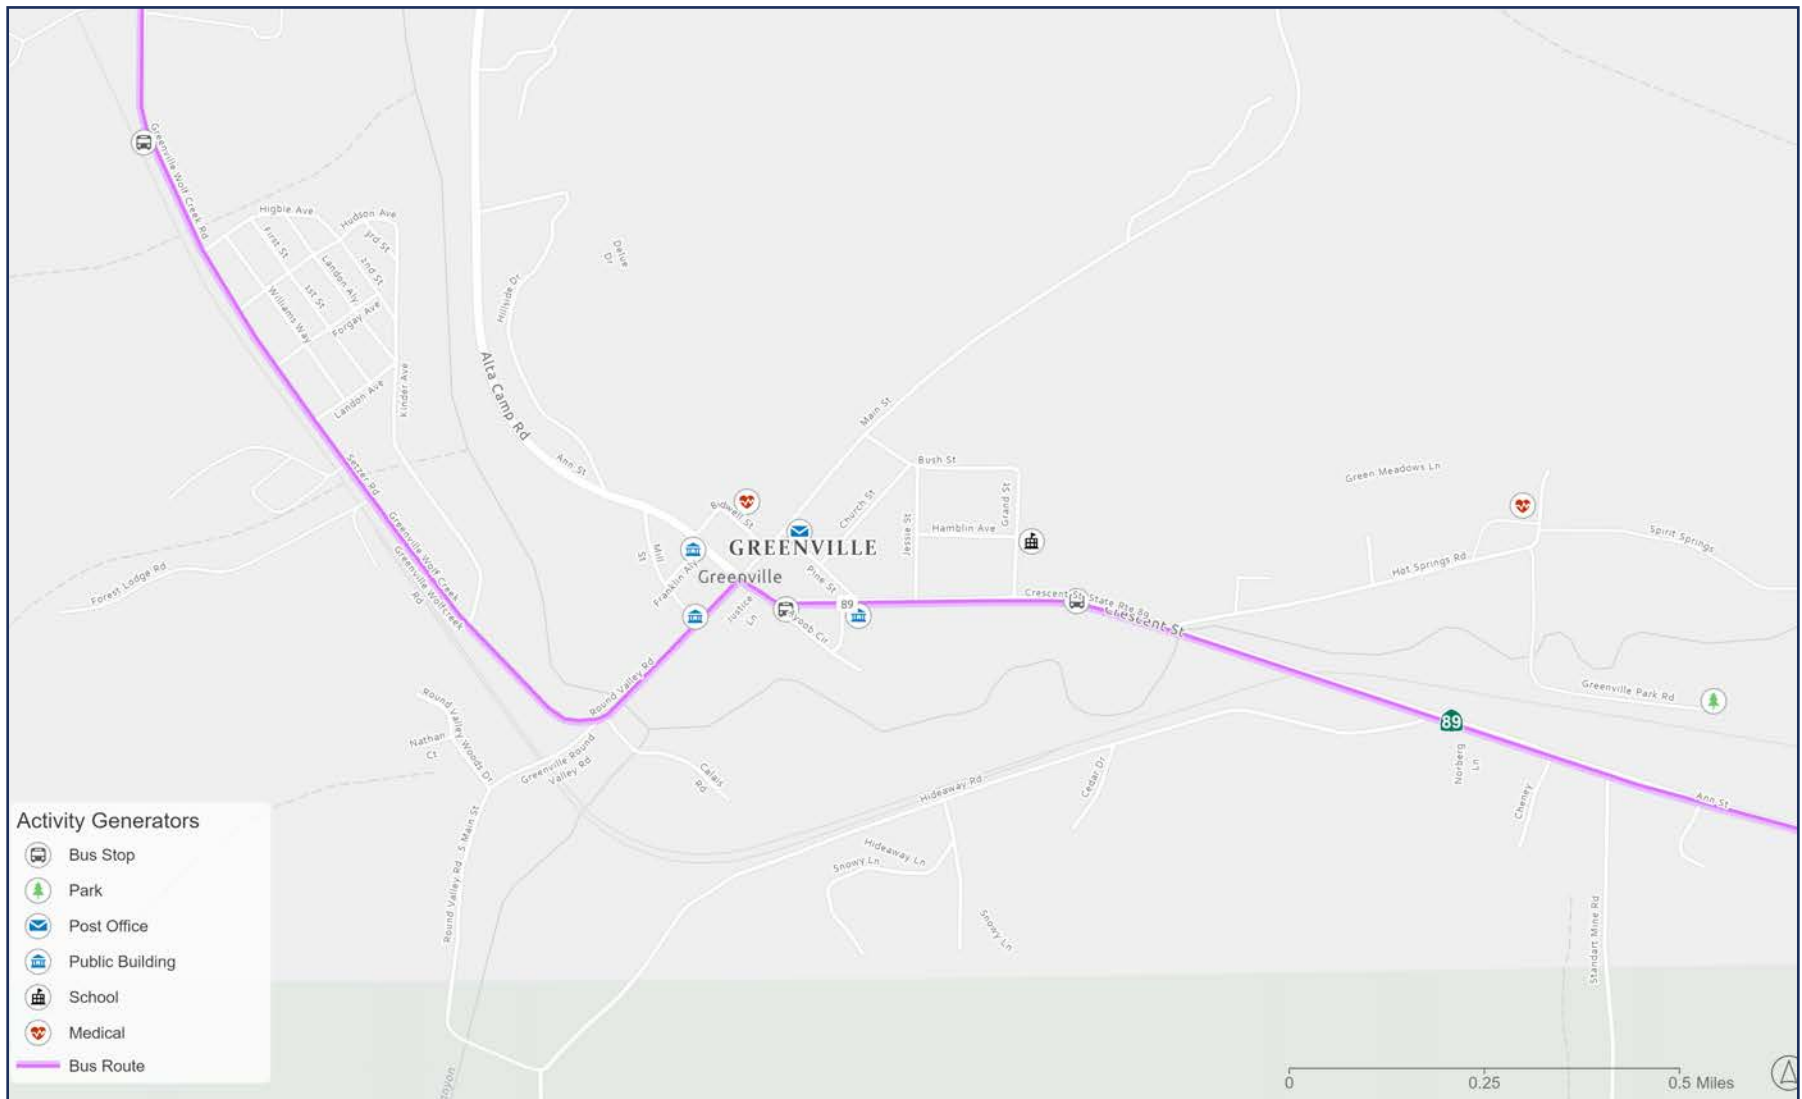 Greenville Wolf Creek Rd
Higbie Ave
Hudson Ave
First St
3rd St
Landon Aly
2nd St
1st St
Williams Way
Forgay Ave
Landon Ave
Kinder Ave
Delue
Dr
Hillside Dr
Alta Camp Rd
Ann St
Main St
Bush St
Church St
Grand St
Jessie St
Hamblin Ave
Bidwell St
Mill
St
Franklin Aly
GREENVILLE
Greenville
Pine St
Justice
Ln
Ayoob Cir
89
Crescent St
State Rte 89
Crescent St
Green Meadows Ln
Spirit Springs
Hot Springs Rd
Greenville Park Rd
Setzer Rd
Greenville Wolf Creek
Greenville Wolfcreek
Rd
Forest Lodge Rd
Round Valley Rd
Round Valley Woods Dr
Nathan
Ct
Greenville Round
Valley Rd
Calais
Rd
89
Norberg
Ln
Cheney
Ann St
Cedar Dr
Hideaway Rd
Hideaway Ln
Snowy Ln
Snowy Ln
Standart Mine Rd
Round Valley Rd
S Main St
Activity Generators
Bus Stop
Park
Post Office
Public Building
School
Medical
Bus Route
0
0.25
0.5 Miles